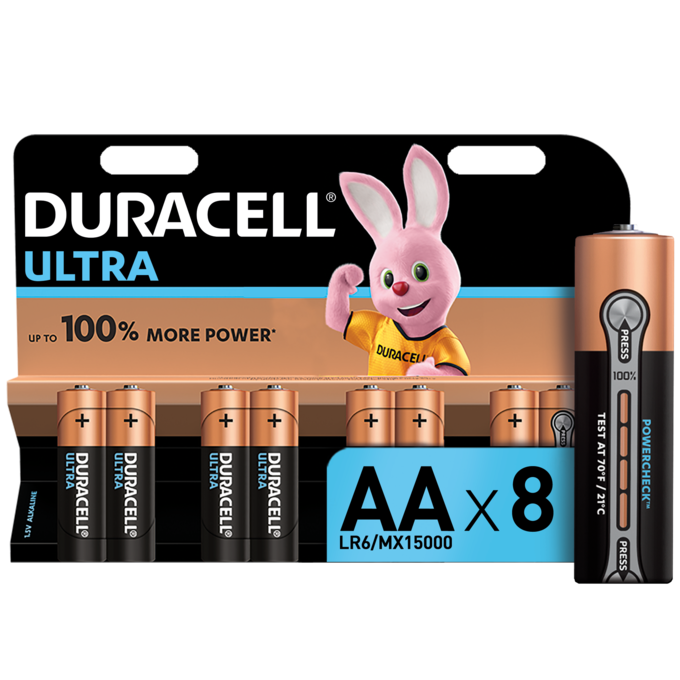 DURACELL®
ULTRA
UP TO 100% MORE POWER*
DURACELL
+ + + + + + + +
DURACELL®
ULTRA
DURACELL®
ULTRA
DURACELL®
ULTRA
DURACELL®
ULTRA
1.5V ALKALINE
AA x 8
LR6/MX15000
PRESS
100%
TEST AT 70°F / 21°C
POWERCHECK™
PRESS